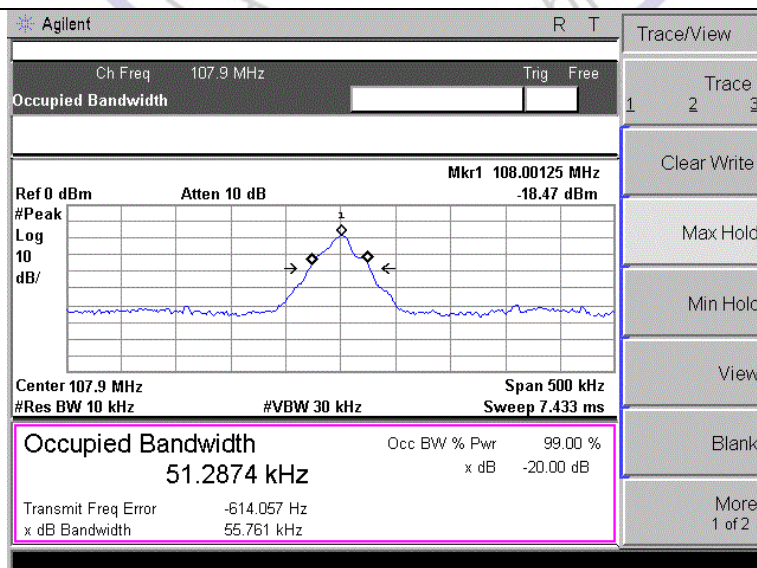 Agilent R T
Trace/View
Ch Freq 107.9 MHz Trig Free
Occupied Bandwidth
Trace
1 2 3
Clear Write
Mkr1 108.00125 MHz
Ref 0 dBm Atten 10 dB -18.47 dBm
#Peak
Log
10
dB/
1
Max Hold
Min Hold
View
Center 107.9 MHz Span 500 kHz
#Res BW 10 kHz #VBW 30 kHz Sweep 7.433 ms
Occupied Bandwidth Occ BW % Pwr 99.00 %
51.2874 kHz x dB -20.00 dB
Blank
Transmit Freq Error -614.057 Hz
x dB Bandwidth 55.761 kHz
More
1 of 2